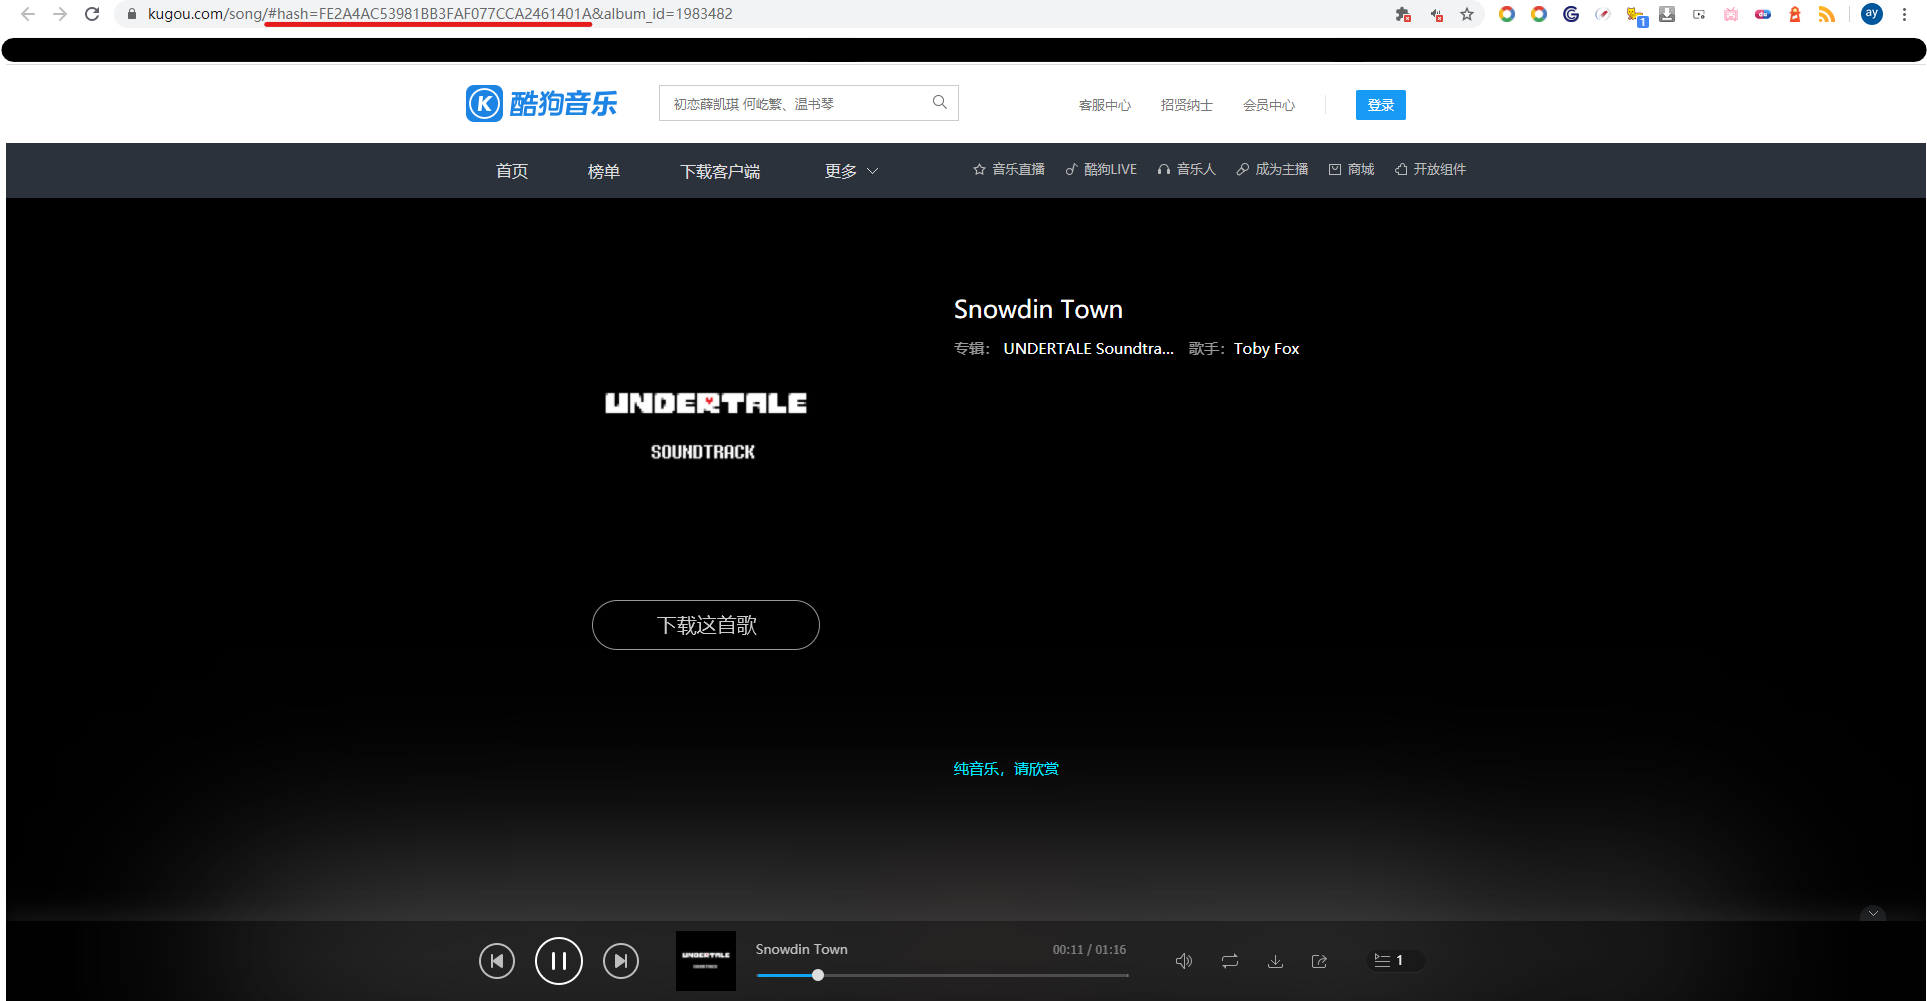 kugou.com/song/#hash=FE2A4AC53981BB3FAF077CCA2461401A&album_id=1983482
1
ay
K 酷狗音乐
初恋薛凯琪 何屹繁、温书琴
客服中心 招贤纳士 会员中心 登录
首页 榜单 下载客户端 更多 音乐直播 酷狗LIVE 音乐人 成为主播 商城 开放组件
Snowdin Town
专辑： UNDERTALE Soundtra... 歌手：Toby Fox
UNDERTALE
SOUNDTRACK
下载这首歌
纯音乐，请欣赏
UNDERTALE
SOUNDTRACK
Snowdin Town 00:11 / 01:16
1